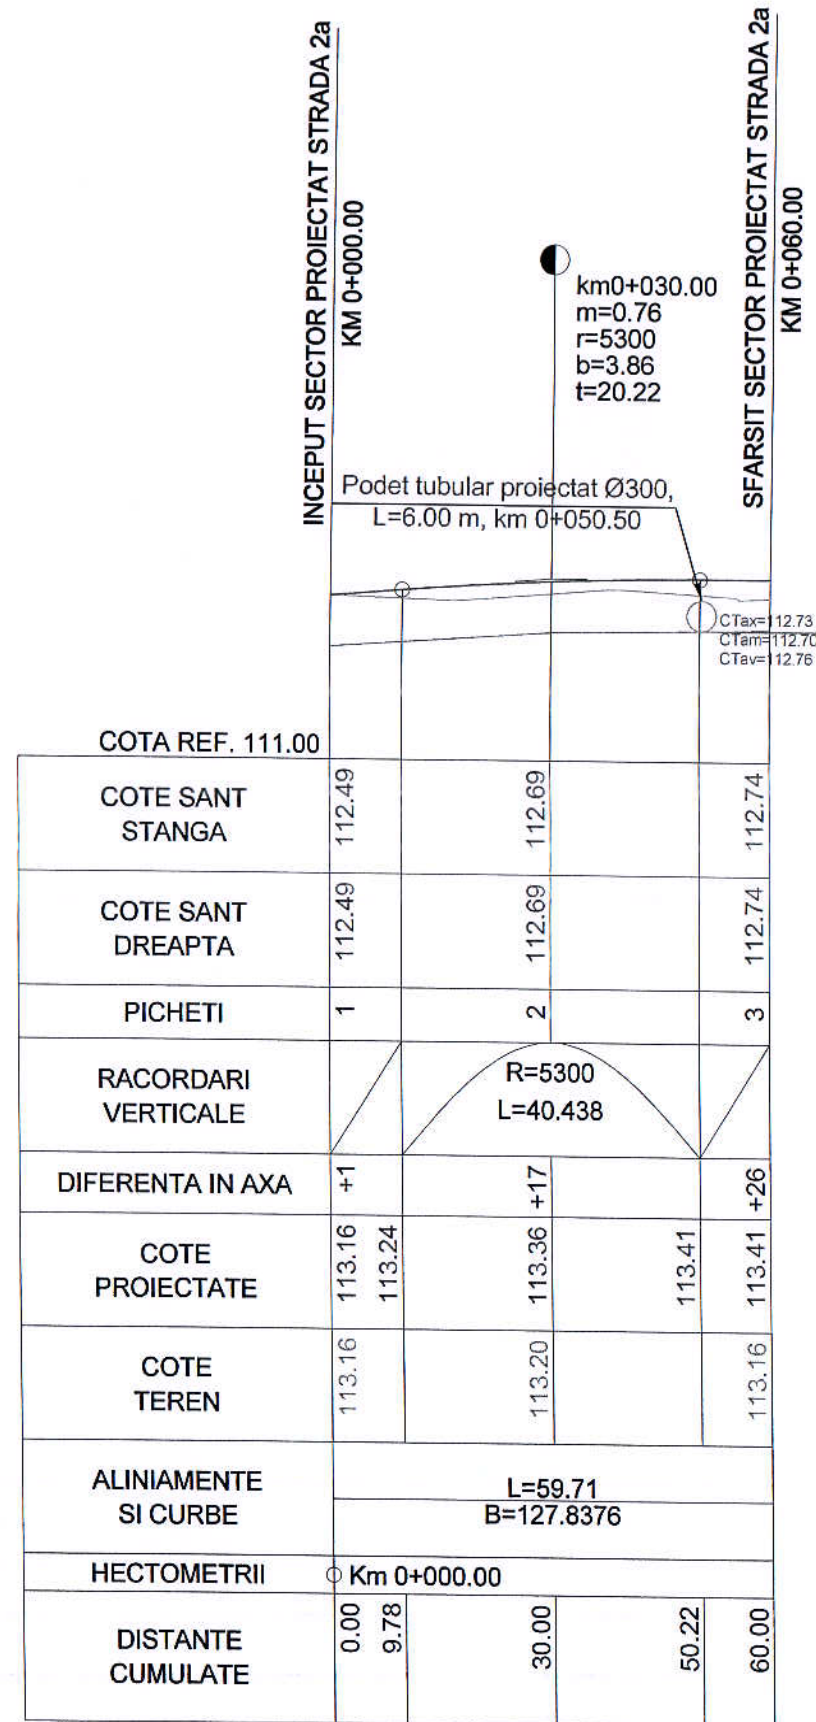 INCEPUT SECTOR PROIECTAT STRADA 2a
KM 0+000.00
SFARSIT SECTOR PROIECTAT STRADA 2a
KM 0+060.00
km0+030.00
m=0.76
r=5300
b=3.86
t=20.22
Podet tubular proiectat Ø300,
L=6.00 m, km 0+050.50
CTax=112.73
CTam=112.70
CTav=112.76
COTA REF. 111.00
COTE SANT
STANGA
112.49
112.69
112.74
COTE SANT
DREAPTA
112.49
112.69
112.74
PICHETI
1
2
3
RACORDARI
VERTICALE
R=5300
L=40.438
DIFERENTA IN AXA
+1
+17
+26
COTE
PROIECTATE
113.16
113.24
113.36
113.41
113.41
COTE
TEREN
113.16
113.20
113.16
ALINIAMENTE
SI CURBE
L=59.71
B=127.8376
HECTOMETRII
Km 0+000.00
DISTANTE
CUMULATE
0.00
9.78
30.00
50.22
60.00